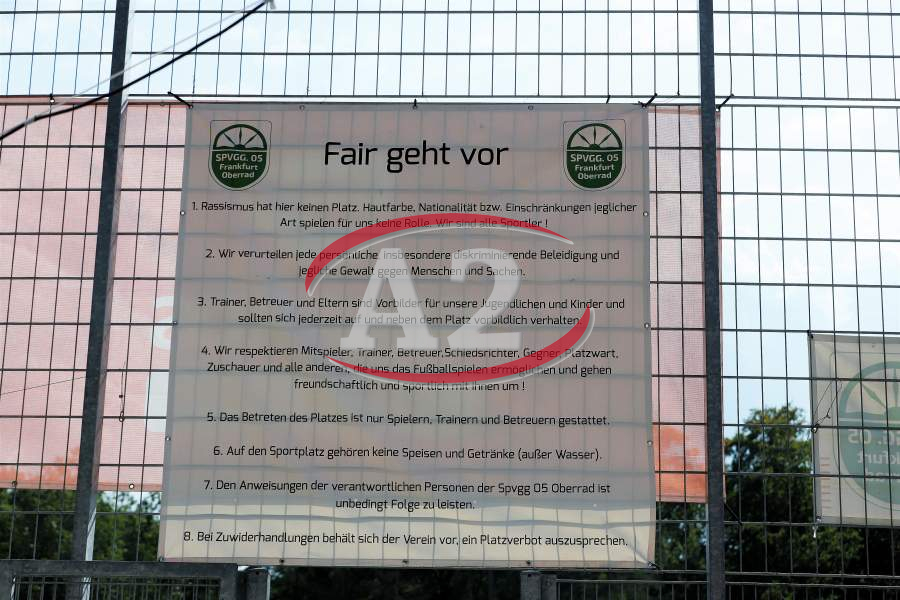 Fair geht vor
SPVGG. 05
Frankfurt
Oberrad
SPVGG. 05
Frankfurt
Oberrad
1. Rassismus hat hier keinen Platz. Hautfarbe, Nationalität bzw. Einschränkungen jeglicher
Art spielen für uns keine Rolle. Wir sind alle Sportler !
2. Wir verurteilen jede persönliche, insbesondere diskriminierende Beleidigung und
jegliche Gewalt gegen Menschen und Sachen.
3. Trainer, Betreuer und Eltern sind Vorbilder für unsere Jugendlichen und Kinder und
sollten sich jederzeit auf und neben dem Platz vorbildlich verhalten.
4. Wir respektieren Mitspieler, Trainer, Betreuer,Schiedsrichter, Gegner, Platzwart,
Zuschauer und alle anderen, die uns das Fußballspielen ermöglichen und gehen
freundschaftlich und sportlich mit ihnen um !
5. Das Betreten des Platzes ist nur Spielern, Trainern und Betreuern gestattet.
6. Auf den Sportplatz gehören keine Speisen und Getränke (außer Wasser).
7. Den Anweisungen der verantwortlichen Personen der Spvgg 05 Oberrad ist
unbedingt Folge zu leisten.
8. Bei Zuwiderhandlungen behält sich der Verein vor, ein Platzverbot auszusprechen.
A2